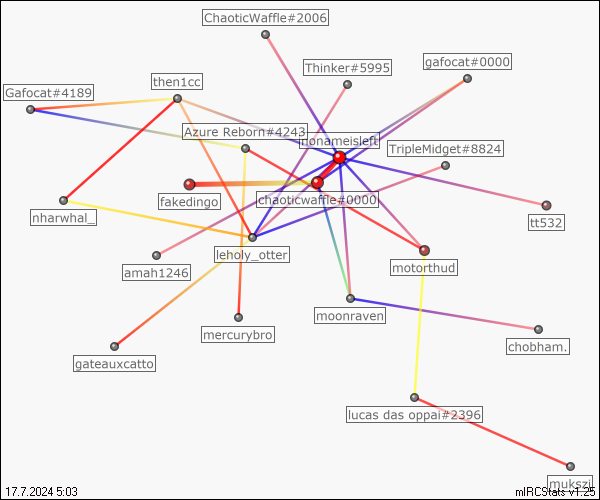 ChaoticWaffle#2006
Thinker#5995
gafocat#0000
then1cc
Gafocat#4189
Azure Reborn#4243
nonameisleft
TripleMidget#8824
fakedingo
chaoticwaffle#0000
nharwhal_
tt532
leholy_otter
amah1246
motorthud
moonraven
mercurybro
chobham.
gateauxcatto
lucas das oppai#2396
mukszi
17.7.2024 5:03
mIRCStats v1.25